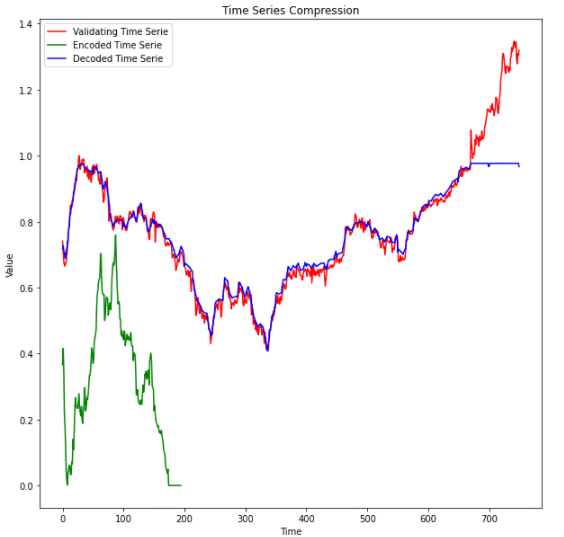 Time Series Compression
Validating Time Serie
Encoded Time Serie
Decoded Time Serie
1.4
1.2
1.0
0.8
0.6
0.4
0.2
0.0
Value
0 100 200 300 400 500 600 700
Time